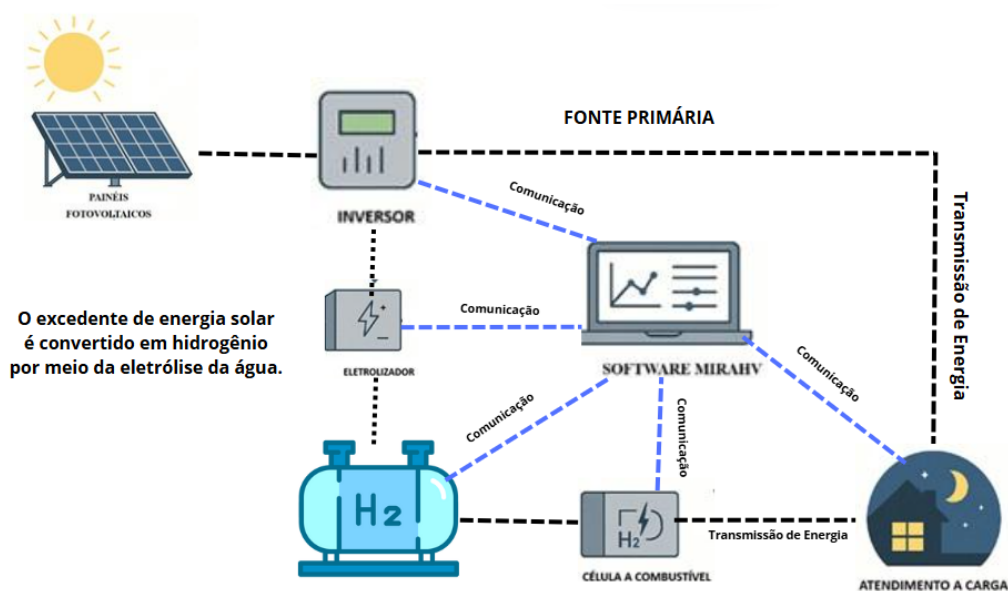 FONTE PRIMÁRIA
PAINÉIS
FOTOVOLTAICOS
INVERSOR
Comunicação
Transmissão de Energia
O excedente de energia solar
é convertido em hidrogênio
por meio da eletrólise da água.
ELETROLIZADOR
Comunicação
SOFTWARE MIRAHV
Comunicação
Comunicação
Comunicação
H2
H2
CÉLULA A COMBUSTÍVEL
Transmissão de Energia
ATENDIMENTO A CARGA